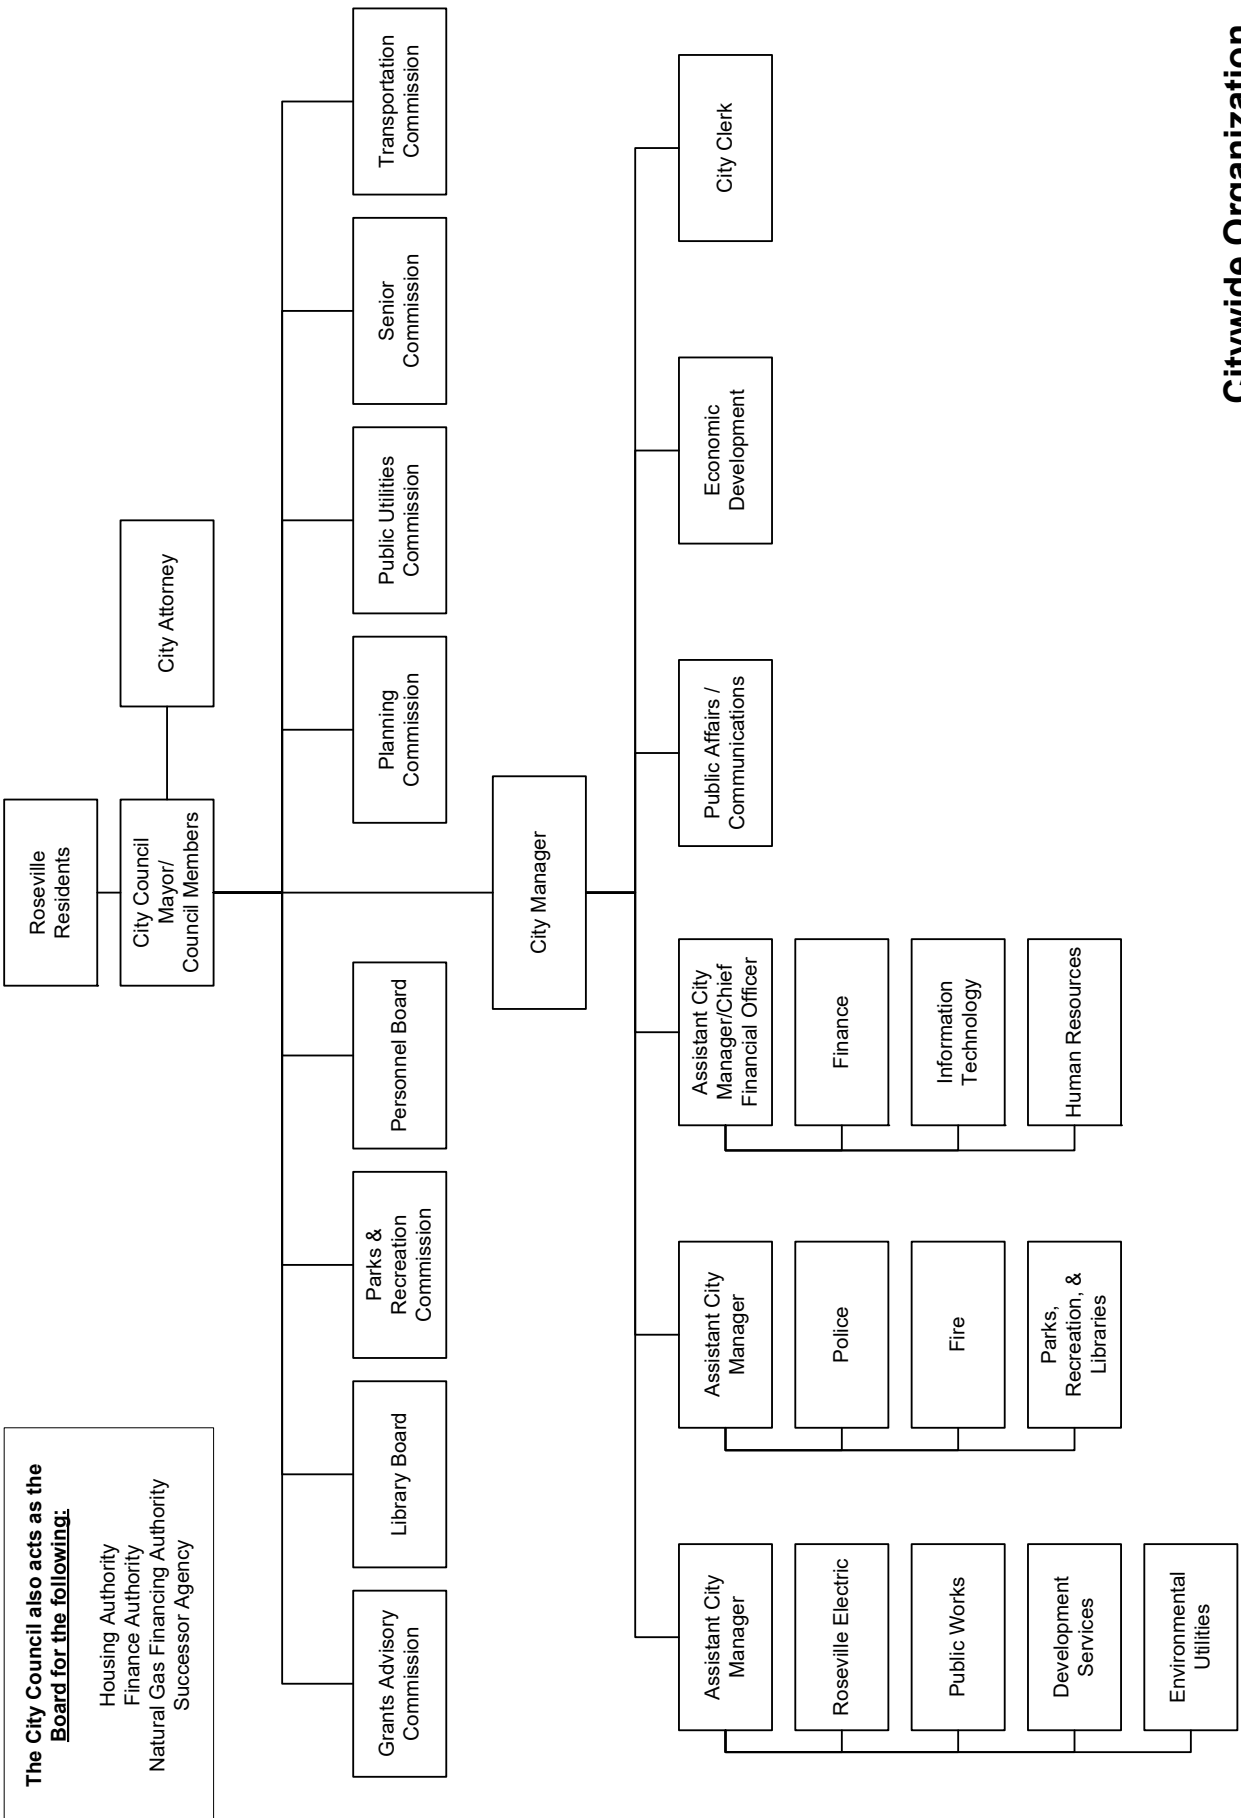 The City Council also acts as the
Board for the following:
Housing Authority
Finance Authority
Natural Gas Financing Authority
Successor Agency
Roseville
Residents
City Council
Mayor/
Council Members
City Attorney
Grants Advisory
Commission
Library Board
Parks &
Recreation
Commission
Personnel Board
Planning
Commission
Public Utilities
Commission
Senior
Commission
Transportation
Commission
City Manager
Assistant City
Manager
Roseville Electric
Public Works
Development
Services
Environmental
Utilities
Assistant City
Manager
Police
Fire
Parks,
Recreation, &
Libraries
Assistant City
Manager/Chief
Financial Officer
Finance
Information
Technology
Human Resources
Public Affairs /
Communications
Economic
Development
City Clerk
Citywide Organization